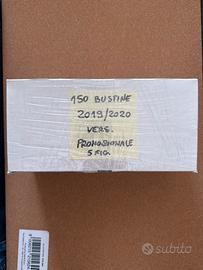 150 BUSTINE
2019/2020
VERS.
PROMOZIONALE
5 FIG.
subito